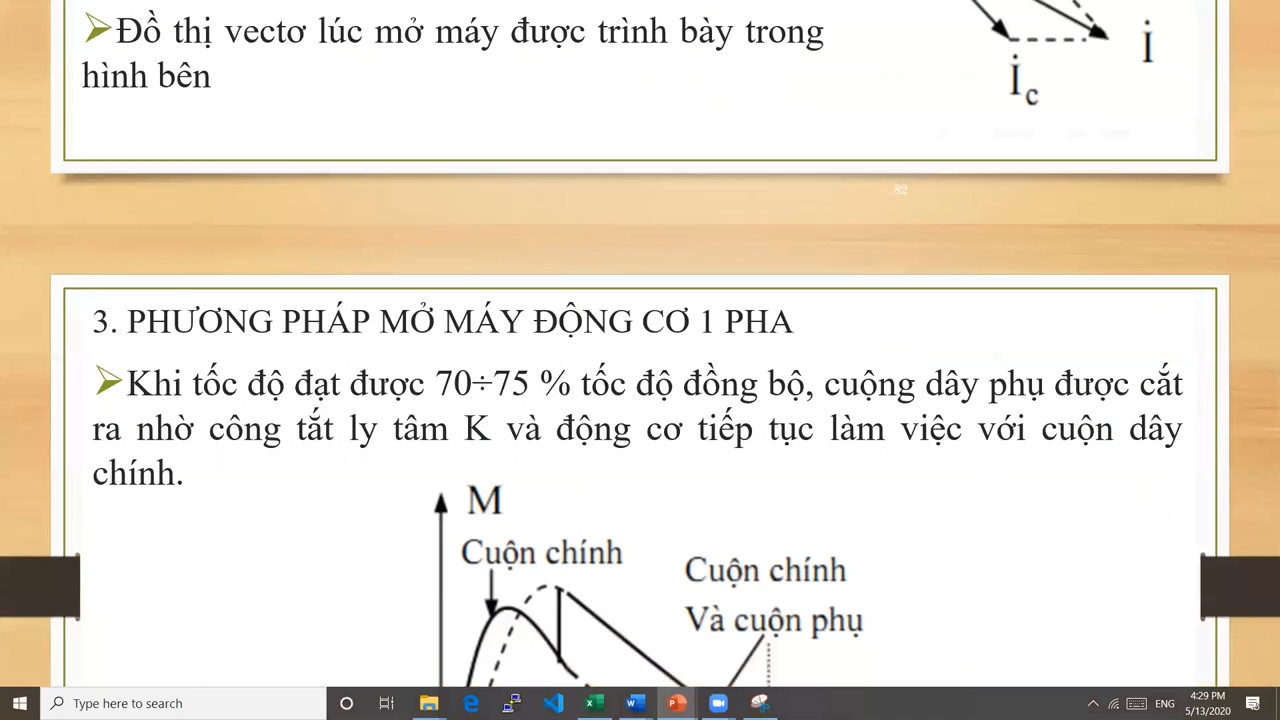 Đồ thị vectơ lúc mở máy được trình bày trong
hình bên
İ
İc
82
3. PHƯƠNG PHÁP MỞ MÁY ĐỘNG CƠ 1 PHA
Khi tốc độ đạt được 70÷75 % tốc độ đồng bộ, cuộng dây phụ được cắt
ra nhờ công tắt ly tâm K và động cơ tiếp tục làm việc với cuộn dây
chính.
M
Cuộn chính
Cuộn chính
Và cuộn phụ
Type here to search
ENG
4:29 PM
5/13/2020